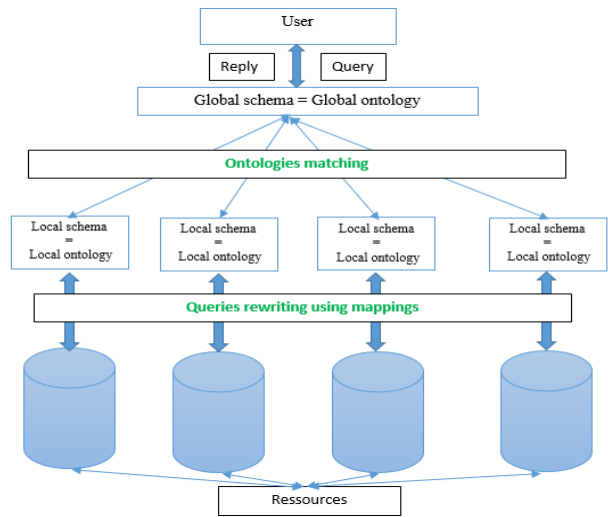 User
Reply
Query
Global schema = Global ontology
Ontologies matching
Local schema
=
Local ontology
Local schema
=
Local ontology
Local schema
=
Local ontology
Local schema
=
Local ontology
Queries rewriting using mappings
Ressources